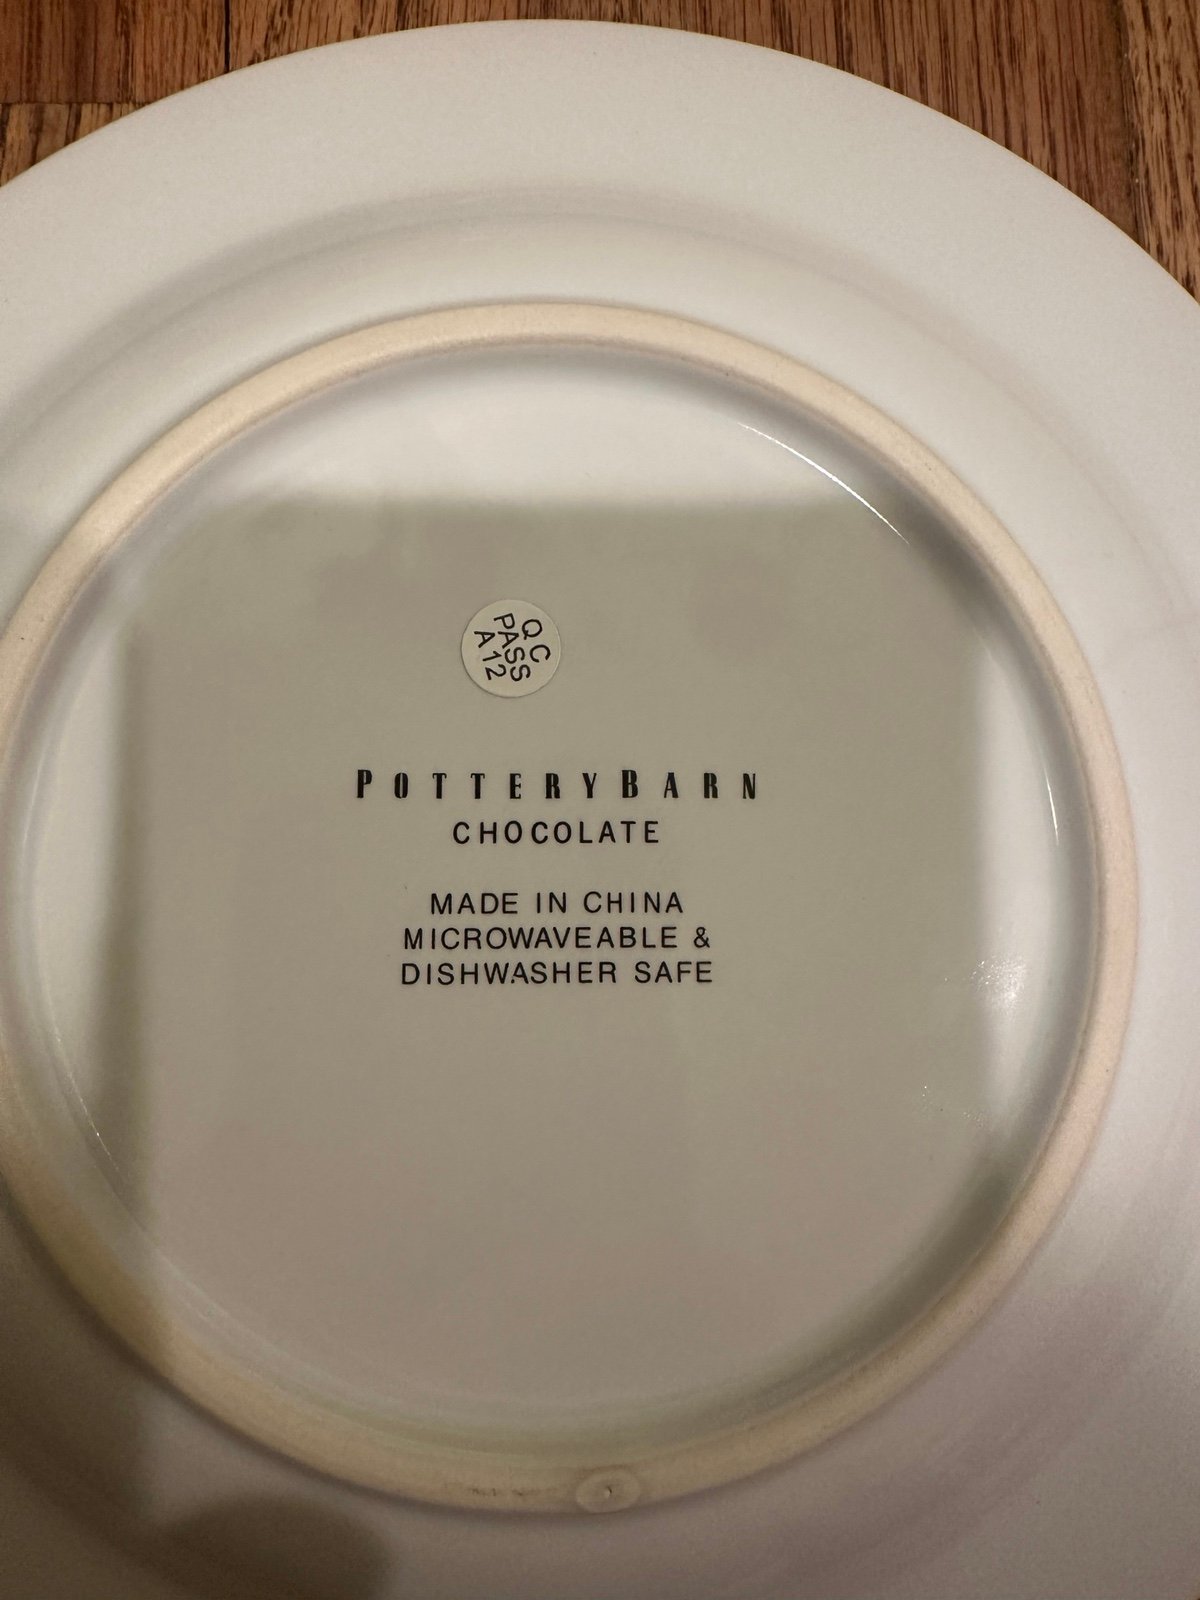 QC
PASS
A12
POTTERYBARN
CHOCOLATE
MADE IN CHINA
MICROWAVEABLE &
DISHWASHER SAFE